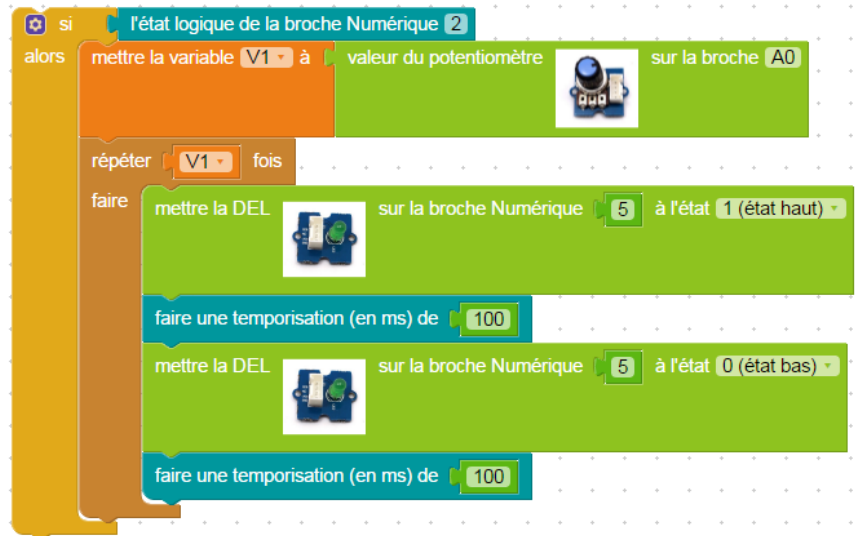 si l'état logique de la broche Numérique 2
alors mettre la variable V1 à valeur du potentiomètre sur la broche A0
répéter V1 fois
faire mettre la DEL sur la broche Numérique 5 à l'état 1 (état haut)
faire une temporisation (en ms) de 100
mettre la DEL sur la broche Numérique 5 à l'état 0 (état bas)
faire une temporisation (en ms) de 100